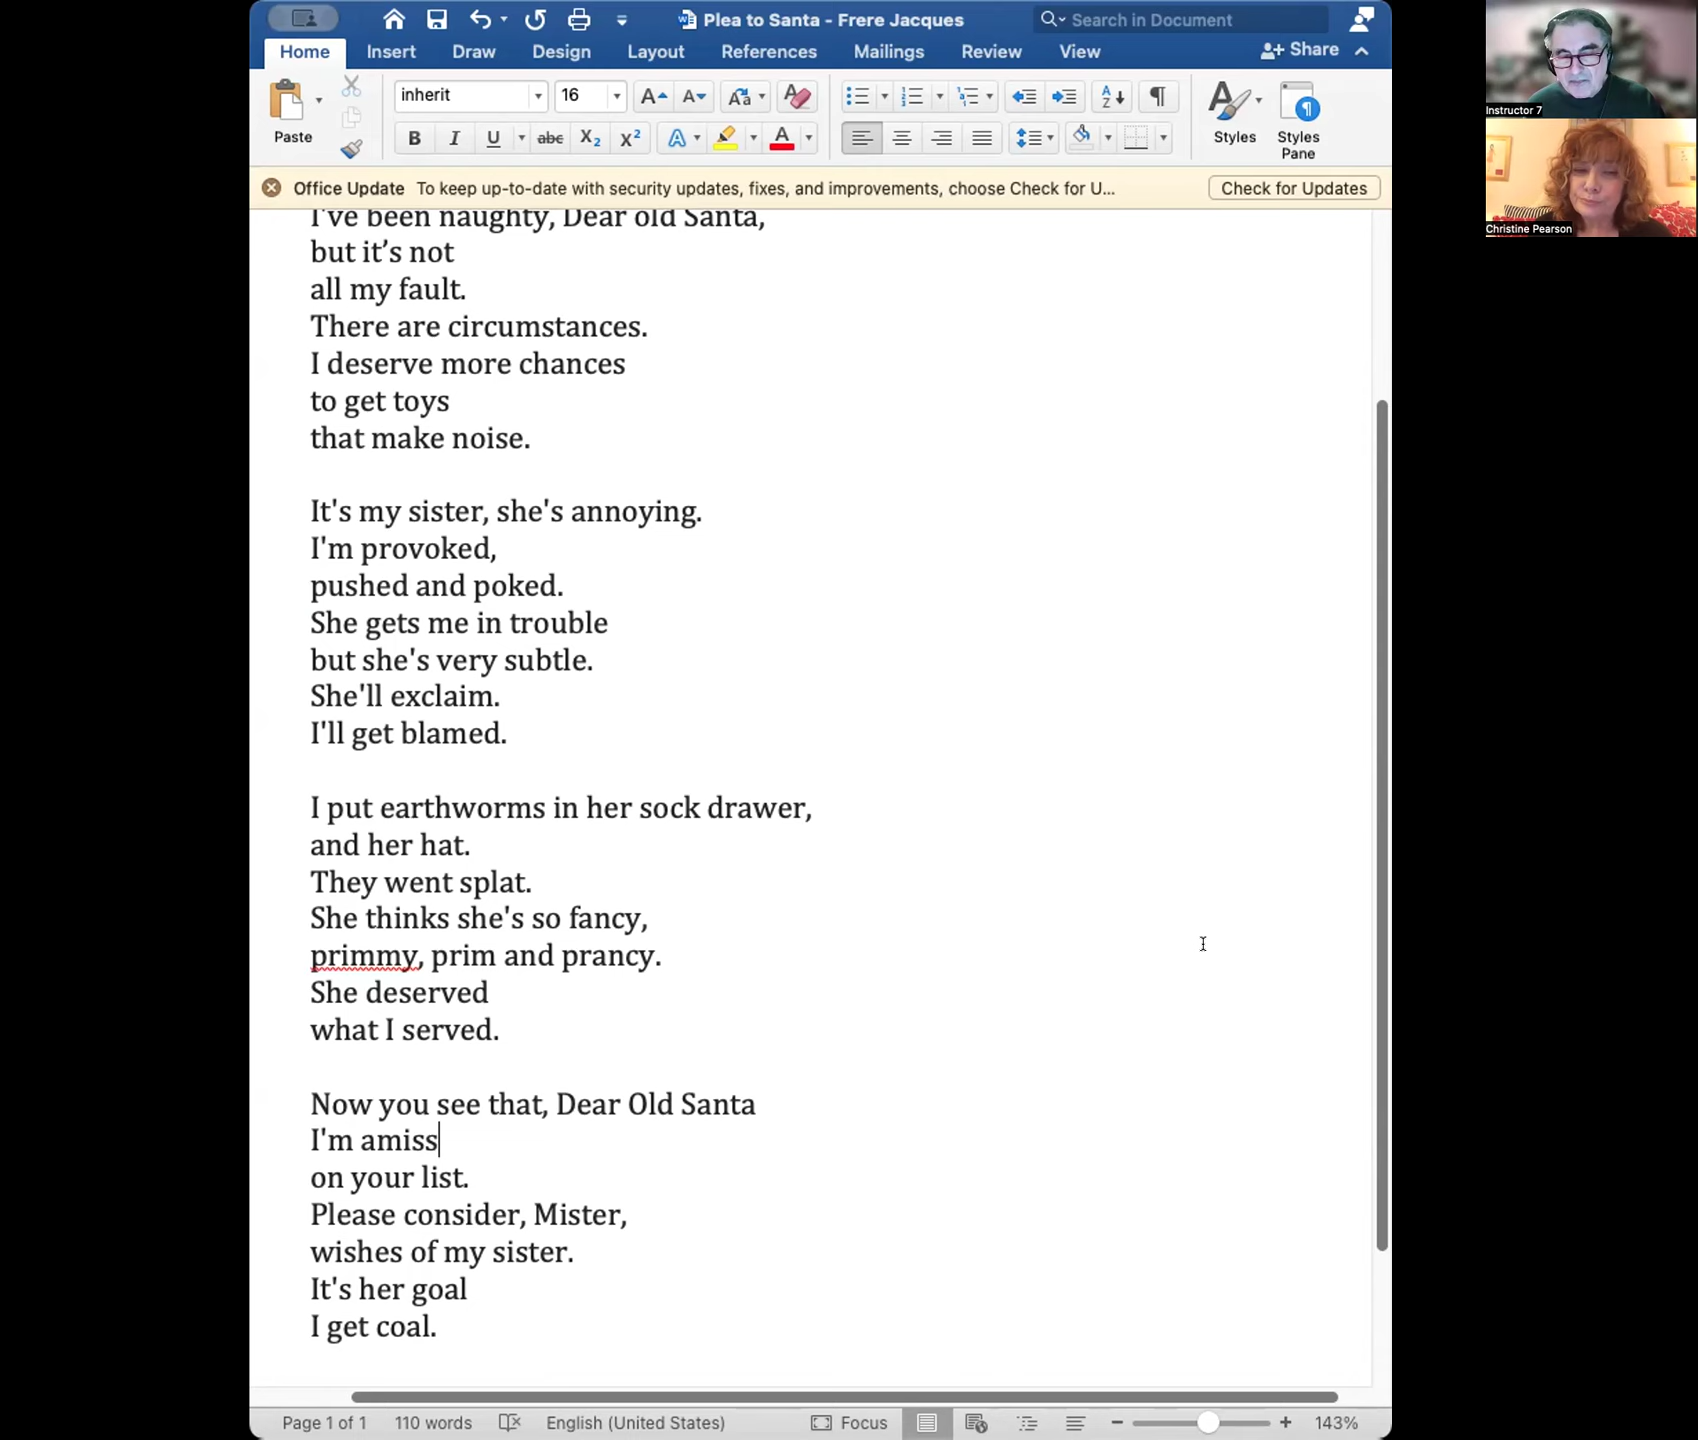 Plea to Santa - Frere Jacques
Search in Document
Home Insert Draw Design Layout References Mailings Review View Share
Paste
inherit 16
Styles
Styles Pane
Office Update To keep up-to-date with security updates, fixes, and improvements, choose Check for U... Check for Updates
I've been naughty, Dear old Santa,
but it’s not
all my fault.
There are circumstances.
I deserve more chances
to get toys
that make noise.
It's my sister, she's annoying.
I'm provoked,
pushed and poked.
She gets me in trouble
but she's very subtle.
She'll exclaim.
I'll get blamed.
I put earthworms in her sock drawer,
and her hat.
They went splat.
She thinks she's so fancy,
primmy, prim and prancy.
She deserved
what I served.
Now you see that, Dear Old Santa
I'm amiss
on your list.
Please consider, Mister,
wishes of my sister.
It's her goal
I get coal.
Page 1 of 1 110 words English (United States) Focus 143%
Instructor 7
Christine Pearson